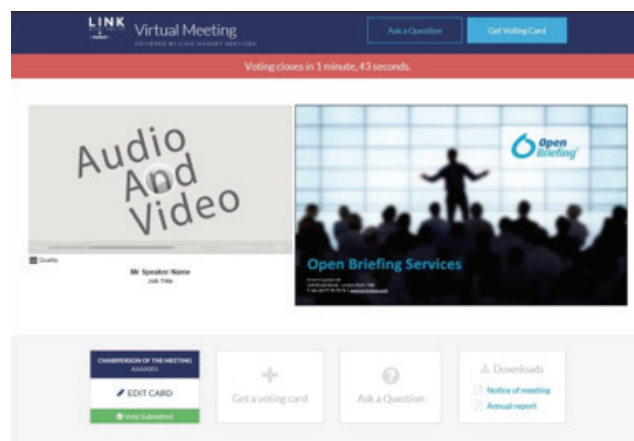 LINK
Virtual Meeting
POWERED BY LINK MARKET SERVICES
Ask a Question
Get Voting Card
Voting closes in 1 minute, 43 seconds.
Audio
And
Video
Open
Briefing
Open Briefing Services
Quality
Mr Speaker Name
Job Title
CHAIRPERSON OF THE MEETING
AAAA001
EDIT CARD
Vote Submitted
Get a voting card
Ask a Question
Downloads
Notice of meeting
Annual report